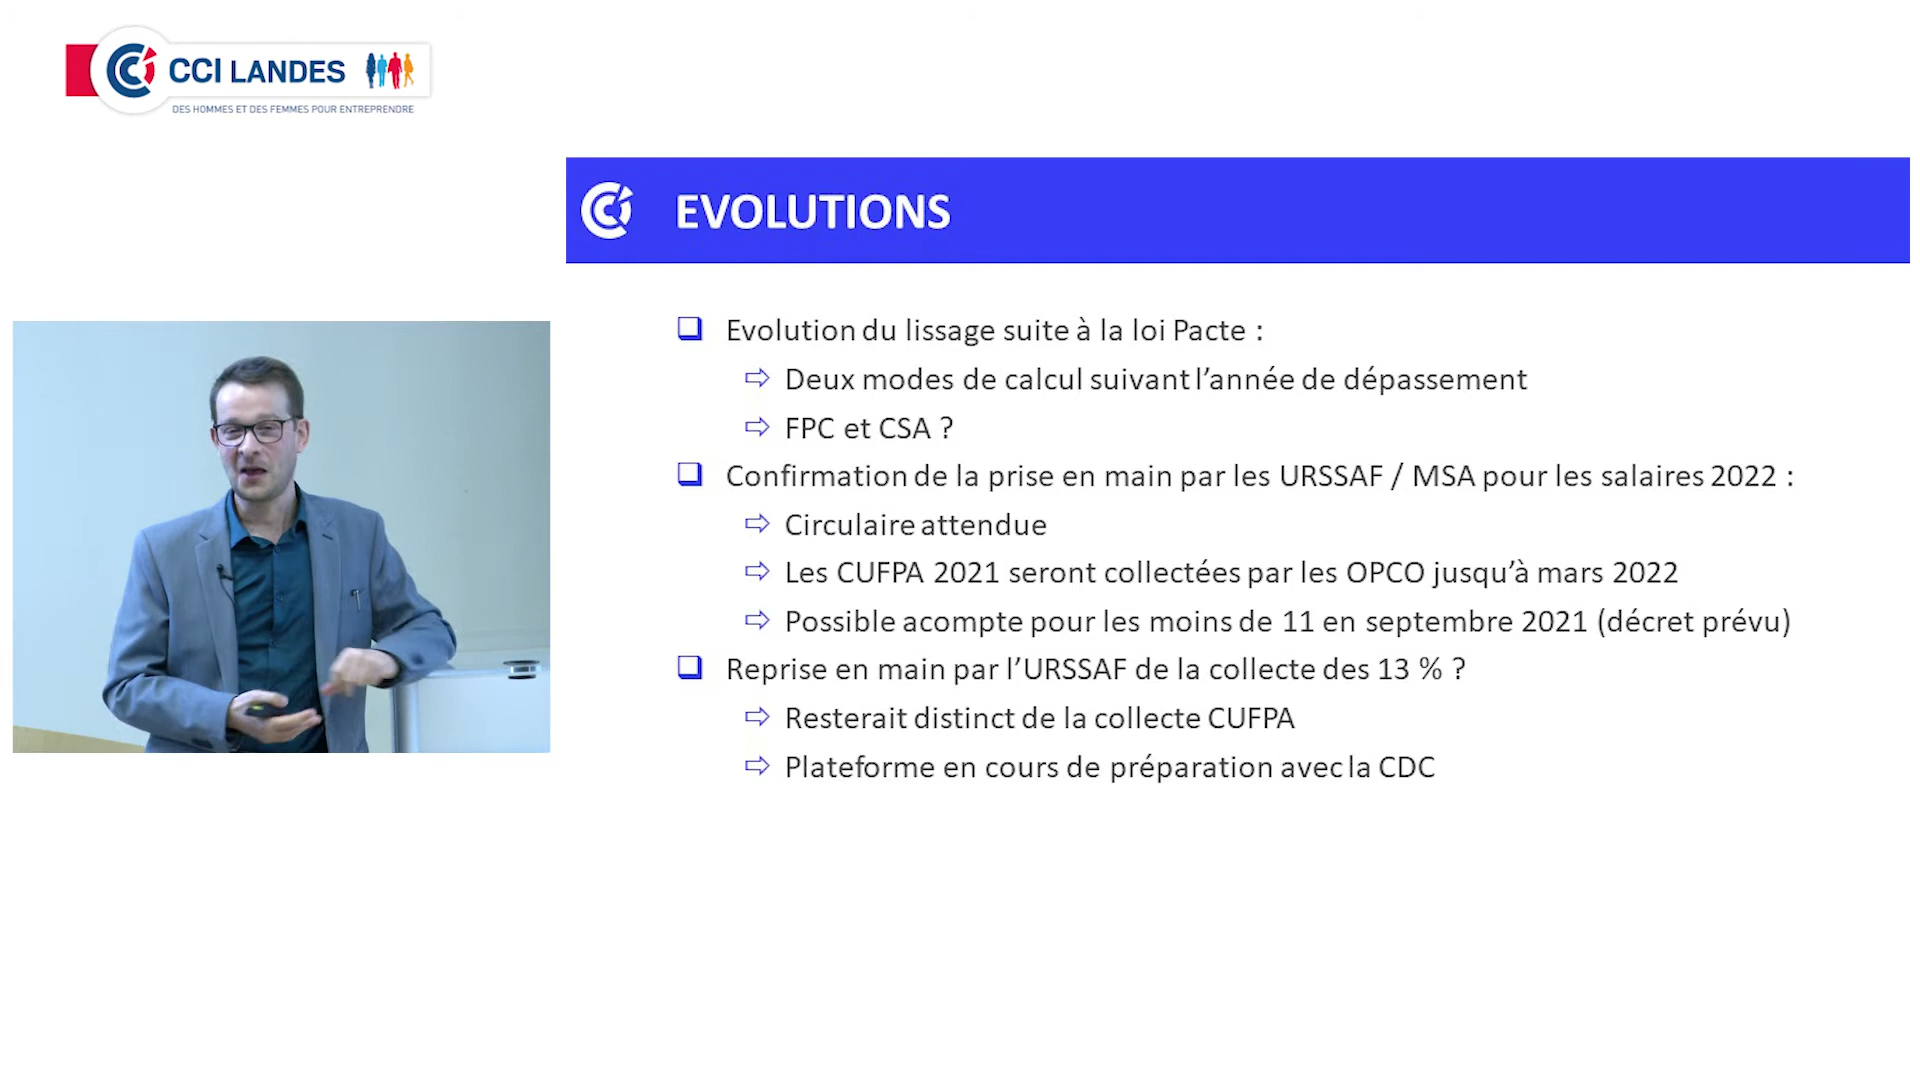 CCI LANDES
DES HOMMES ET DES FEMMES POUR ENTREPRENDRE
EVOLUTIONS
Evolution du lissage suite à la loi Pacte :
Deux modes de calcul suivant l’année de dépassement
FPC et CSA ?
Confirmation de la prise en main par les URSSAF / MSA pour les salaires 2022 :
Circulaire attendue
Les CUFPA 2021 seront collectées par les OPCO jusqu’à mars 2022
Possible acompte pour les moins de 11 en septembre 2021 (décret prévu)
Reprise en main par l’URSSAF de la collecte des 13 % ?
Resterait distinct de la collecte CUFPA
Plateforme en cours de préparation avec la CDC